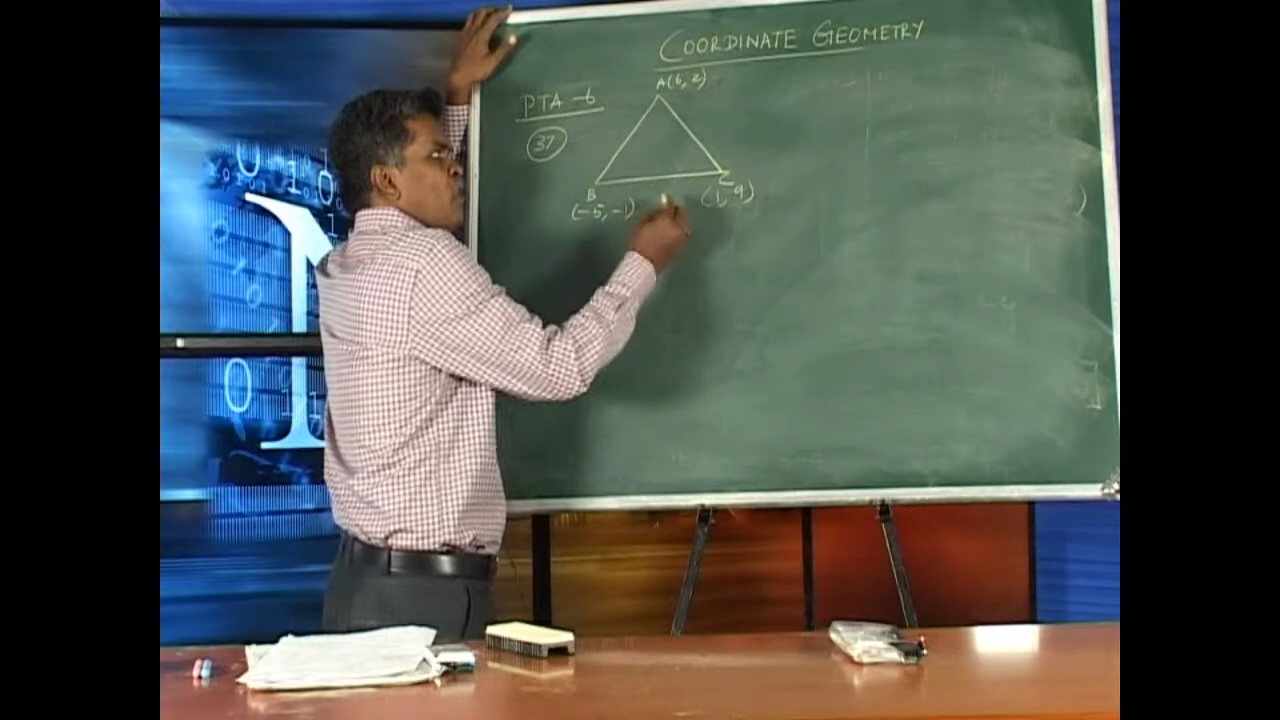 COORDINATE GEOMETRY
A(6, 2)
PTA - 6
37
B
C
(-5, -1)
(1, 9)